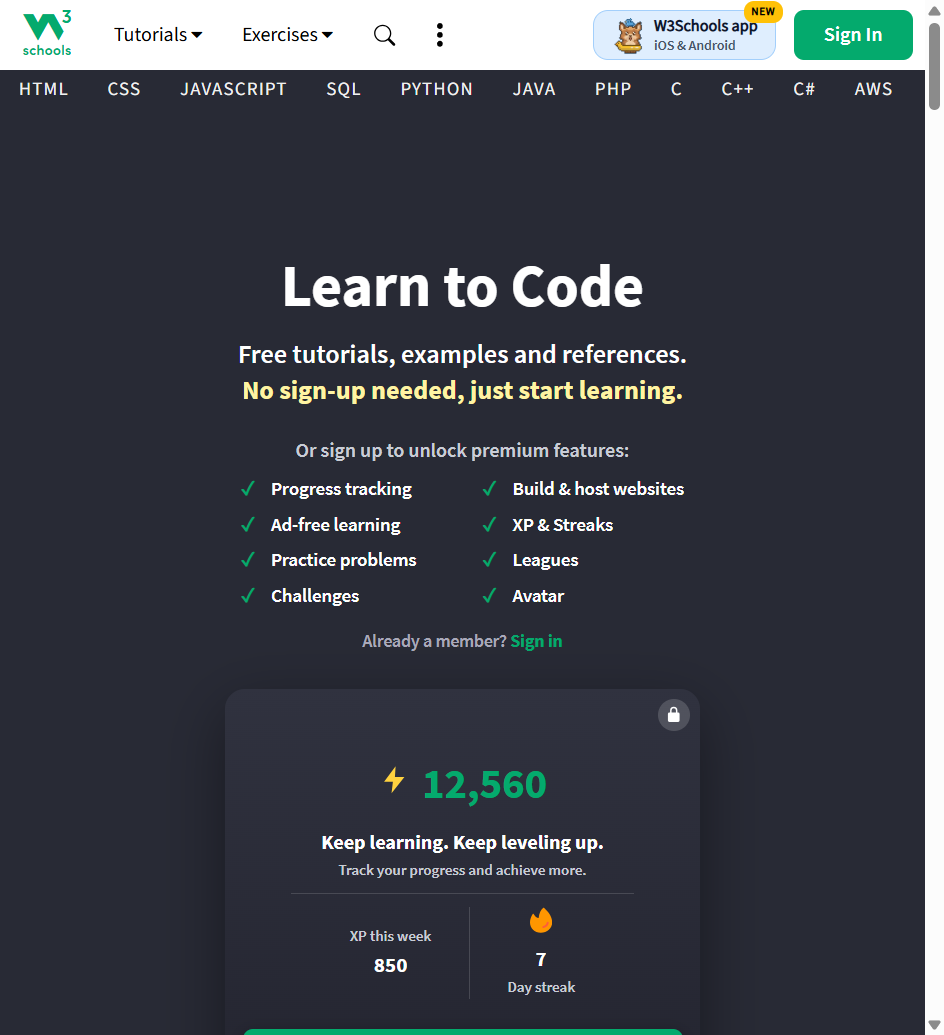 W3 schools
Tutorials Exercises
W3Schools app
NEW
iOS & Android
Sign In
HTML CSS JAVASCRIPT SQL PYTHON JAVA PHP C C++ C# AWS
Learn to Code
Free tutorials, examples and references.
No sign-up needed, just start learning.
Or sign up to unlock premium features:
✓ Progress tracking
✓ Build & host websites
✓ Ad-free learning
✓ XP & Streaks
✓ Practice problems
✓ Leagues
✓ Challenges
✓ Avatar
Already a member? Sign in
12,560
Keep learning. Keep leveling up.
Track your progress and achieve more.
XP this week
850
7
Day streak